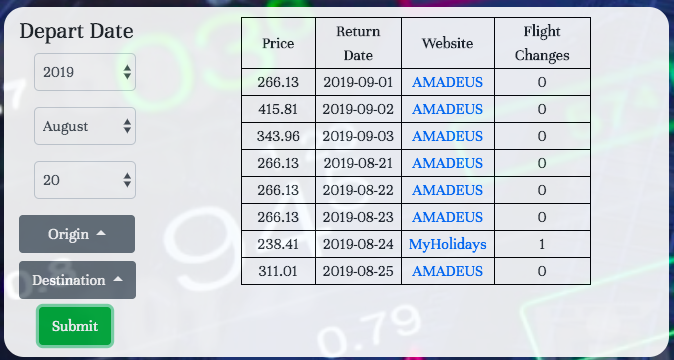 Depart Date
2019
August
20
Origin
Destination
Submit
Price Return Date Website Flight Changes
266.13 2019-09-01 AMADEUS 0
415.81 2019-09-02 AMADEUS 0
343.96 2019-09-03 AMADEUS 0
266.13 2019-08-21 AMADEUS 0
266.13 2019-08-22 AMADEUS 0
266.13 2019-08-23 AMADEUS 0
238.41 2019-08-24 MyHolidays 1
311.01 2019-08-25 AMADEUS 0
0.79